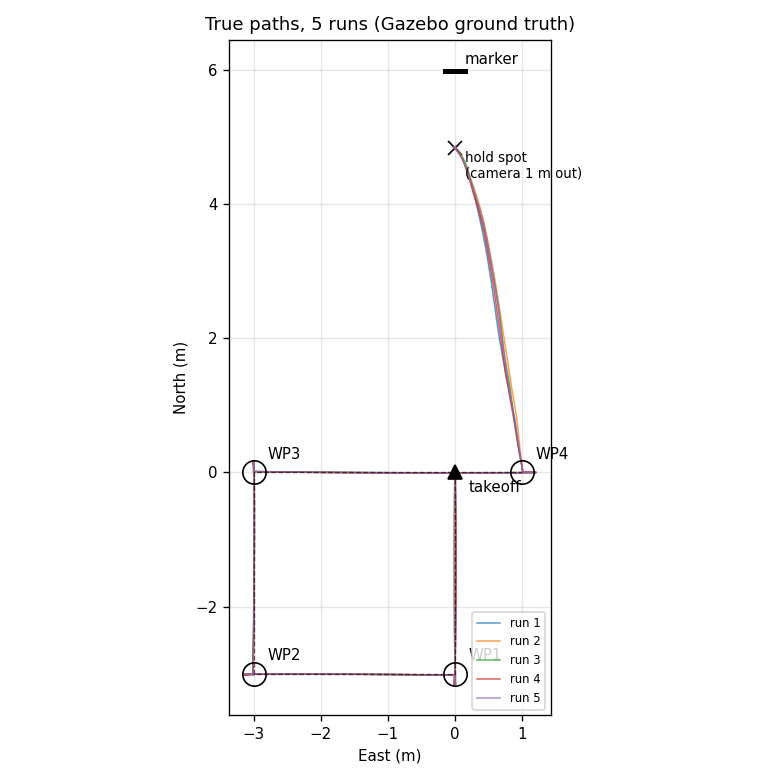 True paths, 5 runs (Gazebo ground truth)
marker
hold spot
(camera 1 m out)
WP3
WP4
takeoff
WP2
WP1
run 1
run 2
run 3
run 4
run 5
6
4
2
0
−2
North (m)
−3
−2
−1
0
1
East (m)